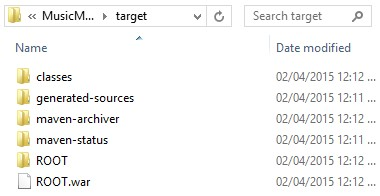 « MusicM... ▸ target
Search target
Name Date modified
classes 02/04/2015 12:12 ...
generated-sources 02/04/2015 12:11 ...
maven-archiver 02/04/2015 12:12 ...
maven-status 02/04/2015 12:11 ...
ROOT 02/04/2015 12:12 ...
ROOT.war 02/04/2015 12:12 ...